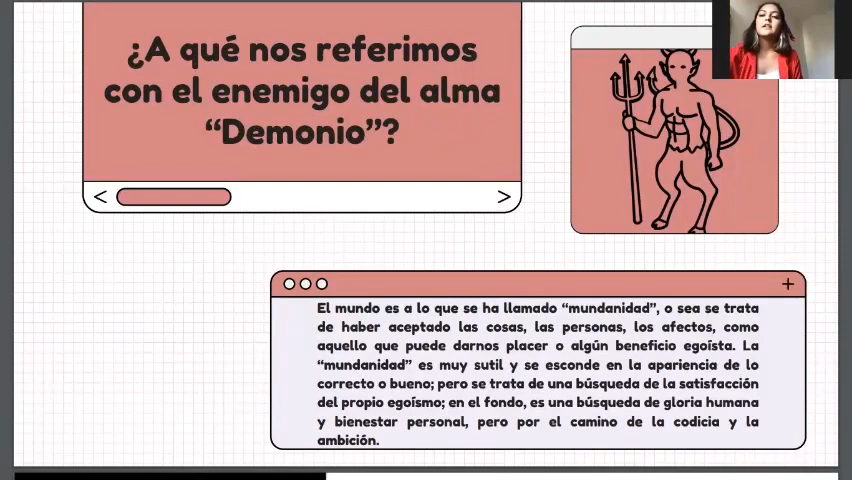 ¿A qué nos referimos
con el enemigo del alma
“Demonio”?
El mundo es a lo que se ha llamado “mundanidad”, o sea se trata
de haber aceptado las cosas, las personas, los afectos, como
aquello que puede darnos placer o algún beneficio egoísta. La
“mundanidad” es muy sutil y se esconde en la apariencia de lo
correcto o bueno; pero se trata de una búsqueda de la satisfacción
del propio egoísmo; en el fondo, es una búsqueda de gloria humana
y bienestar personal, pero por el camino de la codicia y la
ambición.